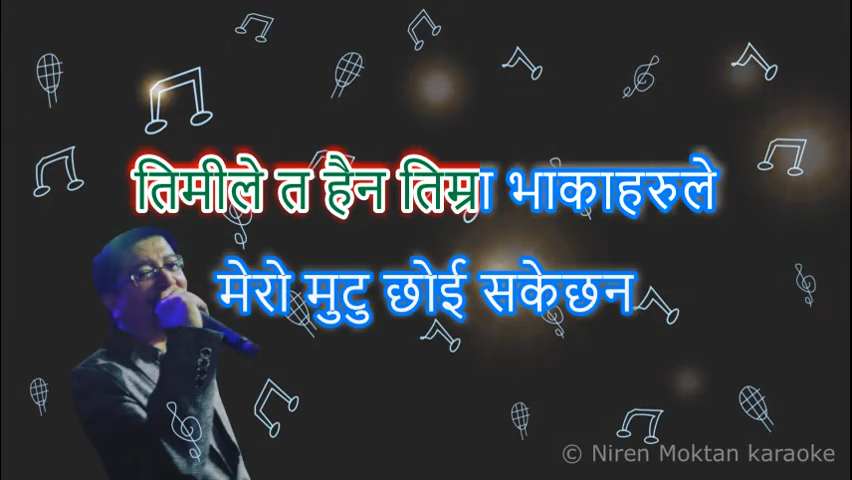 तिमीले त हैन तिम्रा भाकाहरुले
मेरो मुटु छोई सकेछन
© Niren Moktan karaoke